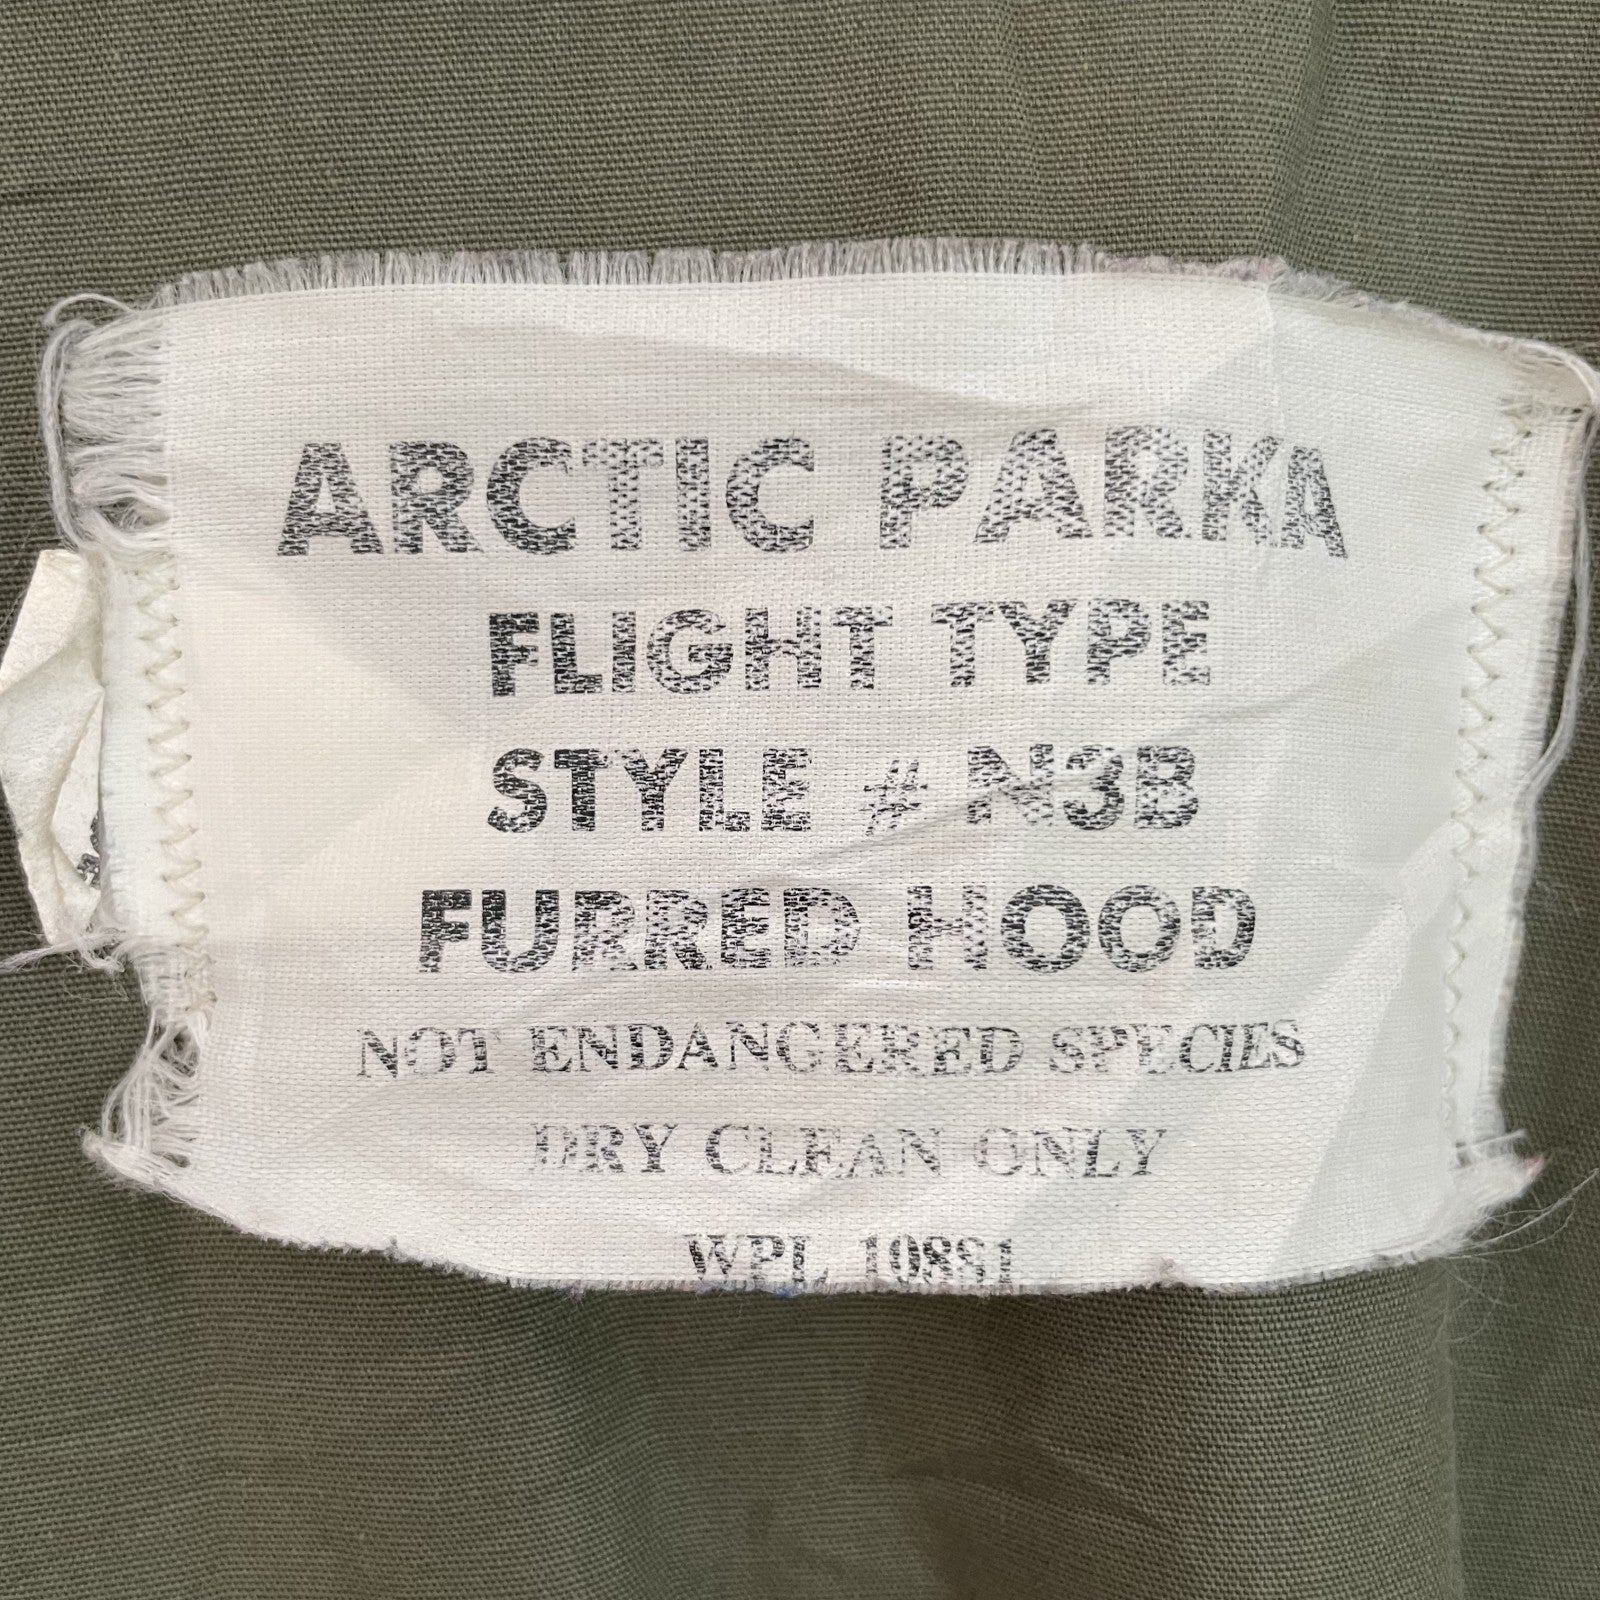 ARCTIC PARKA
FLIGHT TYPE
STYLE # N3B
FURRED HOOD
NOT ENDANGERED SPECIES
DRY CLEAN ONLY
WPL 10881